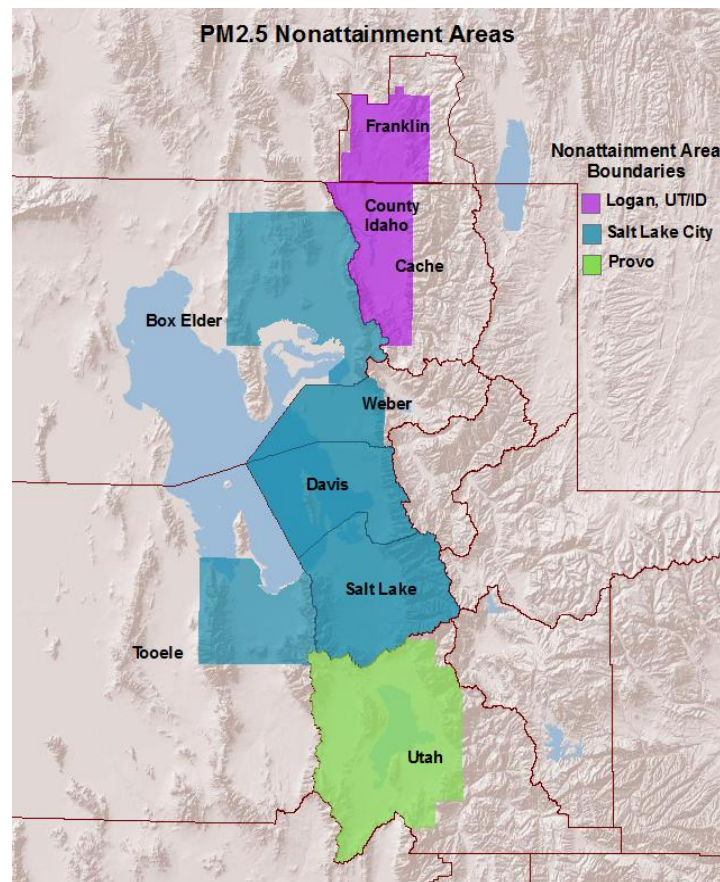 PM2.5 Nonattainment Areas
Franklin
Nonattainment Area
Boundaries
Logan, UT/ID
Salt Lake City
Provo
County
Idaho
Cache
Box Elder
Weber
Davis
Salt Lake
Tooele
Utah